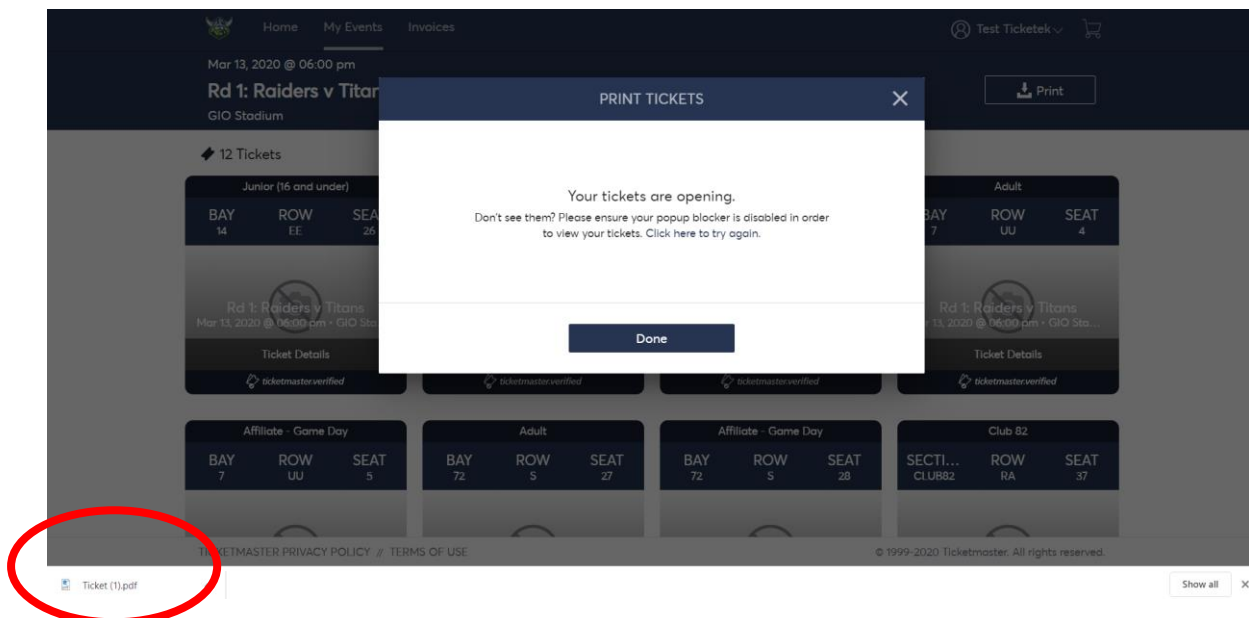 Home My Events Invoices Test Ticketek
Mar 13, 2020 @ 06:00 pm
Rd 1: Raiders v Titan
GIO Stadium
Print
PRINT TICKETS
12 Tickets
Your tickets are opening.
Don't see them? Please ensure your popup blocker is disabled in order
to view your tickets. Click here to try again.
Done
Junior (16 and under)
BAY ROW SEA
14 EE 26
Rd 1: Raiders v Titans
Mar 13, 2020 @ 06:00 pm • GIO Sta...
Ticket Details
ticketmaster.verified
ticketmaster.verified
ticketmaster.verified
Adult
BAY ROW SEAT
7 UU 4
Rd 1: Raiders v Titans
r 13, 2020 @ 06:00 pm • GIO Sta...
Ticket Details
ticketmaster.verified
Affiliate - Game Day
BAY ROW SEAT
7 UU 5
Adult
BAY ROW SEAT
72 S 27
Affiliate - Game Day
BAY ROW SEAT
72 S 28
Club 82
SECTI... ROW SEAT
CLUB82 RA 37
TICKETMASTER PRIVACY POLICY // TERMS OF USE
© 1999-2020 Ticketmaster. All rights reserved.
Ticket (1).pdf
Show all